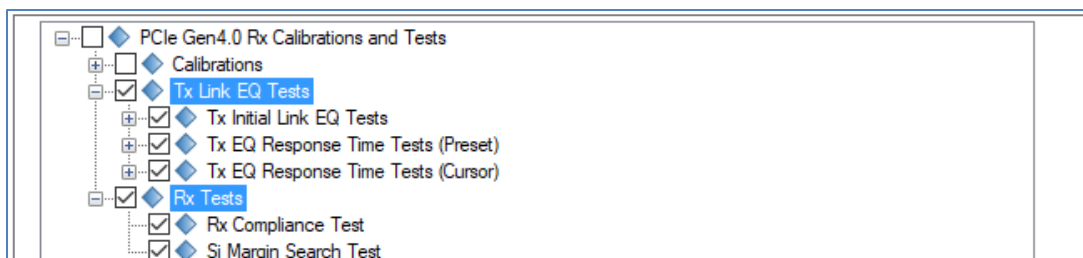 PCIe Gen4.0 Rx Calibrations and Tests
Calibrations
Tx Link EQ Tests
Tx Initial Link EQ Tests
Tx EQ Response Time Tests (Preset)
Tx EQ Response Time Tests (Cursor)
Rx Tests
Rx Compliance Test
Sj Margin Search Test